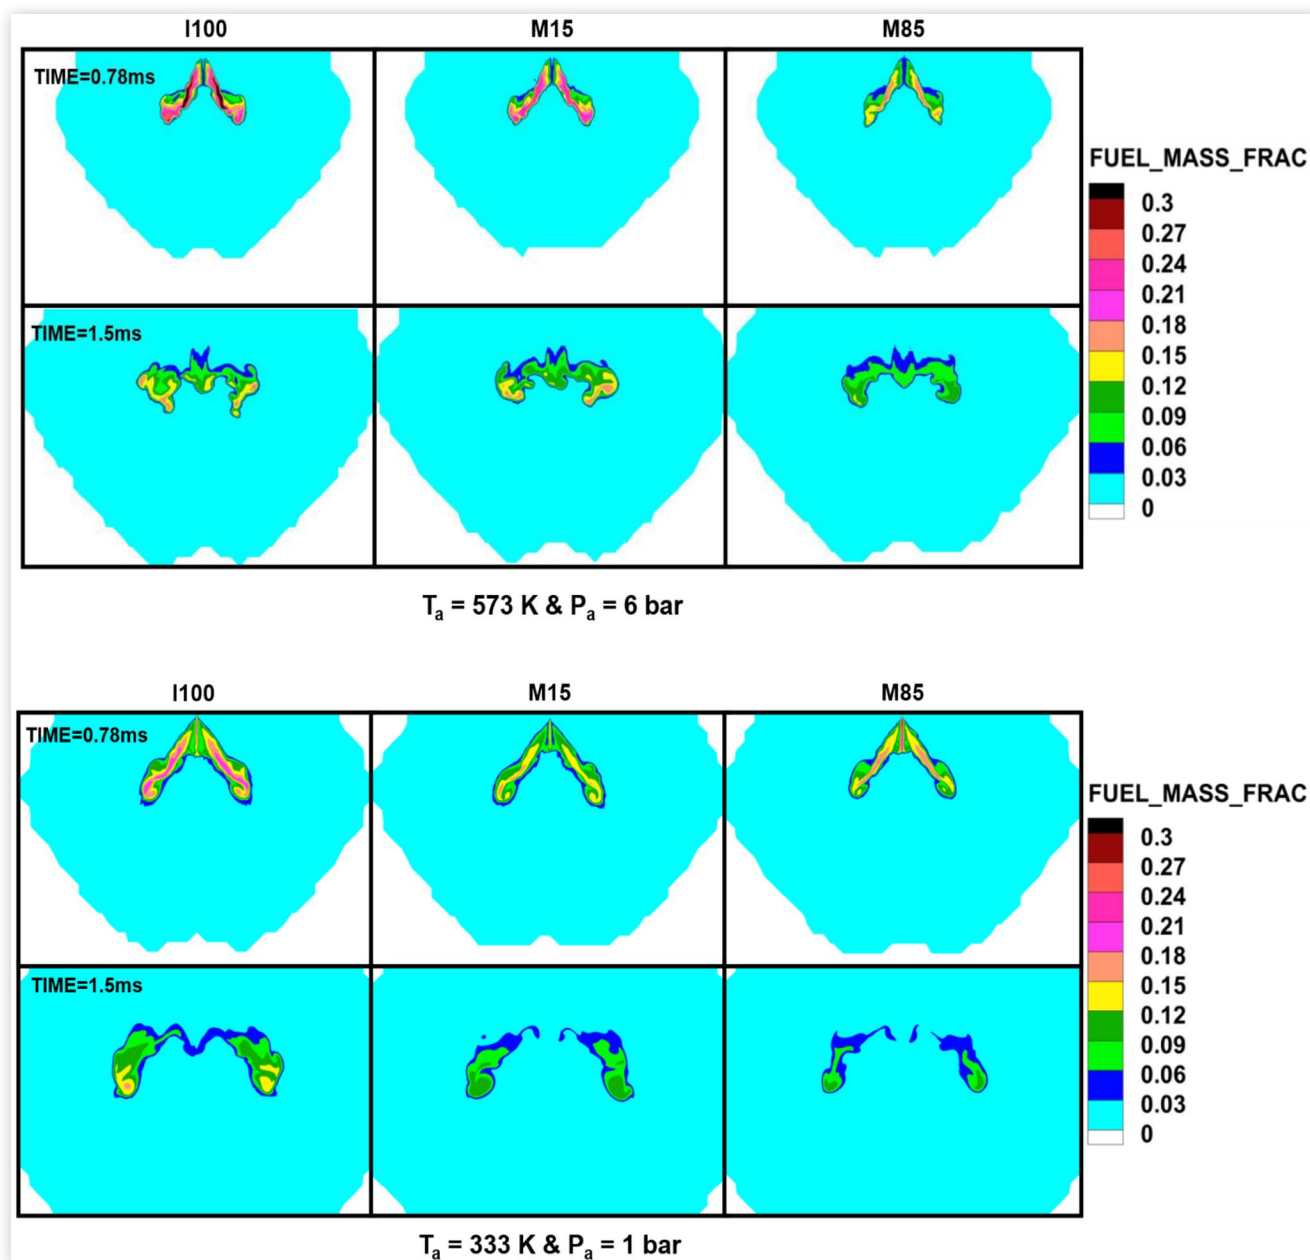 I100 M15 M85
TIME=0.78ms
FUEL_MASS_FRAC
0.3
0.27
0.24
0.21
0.18
0.15
0.12
0.09
0.06
0.03
0
TIME=1.5ms
Tₐ = 573 K & Pₐ = 6 bar
I100 M15 M85
TIME=0.78ms
FUEL_MASS_FRAC
0.3
0.27
0.24
0.21
0.18
0.15
0.12
0.09
0.06
0.03
0
TIME=1.5ms
Tₐ = 333 K & Pₐ = 1 bar